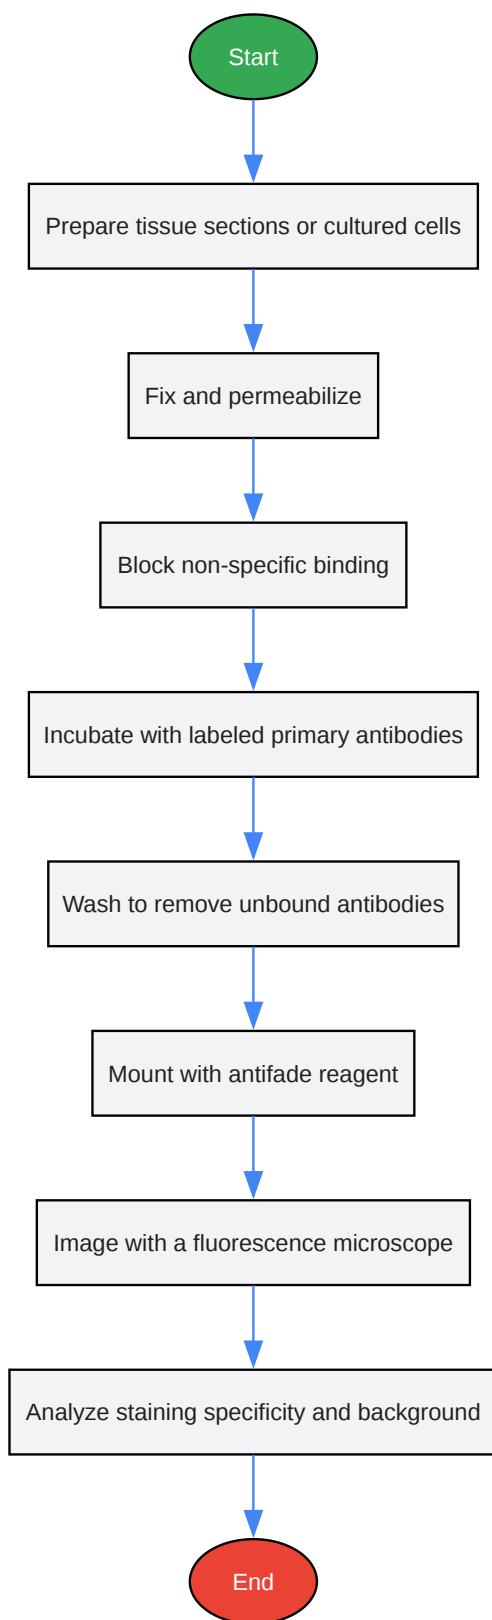 Start
Prepare tissue sections or cultured cells
Fix and permeabilize
Block non-specific binding
Incubate with labeled primary antibodies
Wash to remove unbound antibodies
Mount with antifade reagent
Image with a fluorescence microscope
Analyze staining specificity and background
End